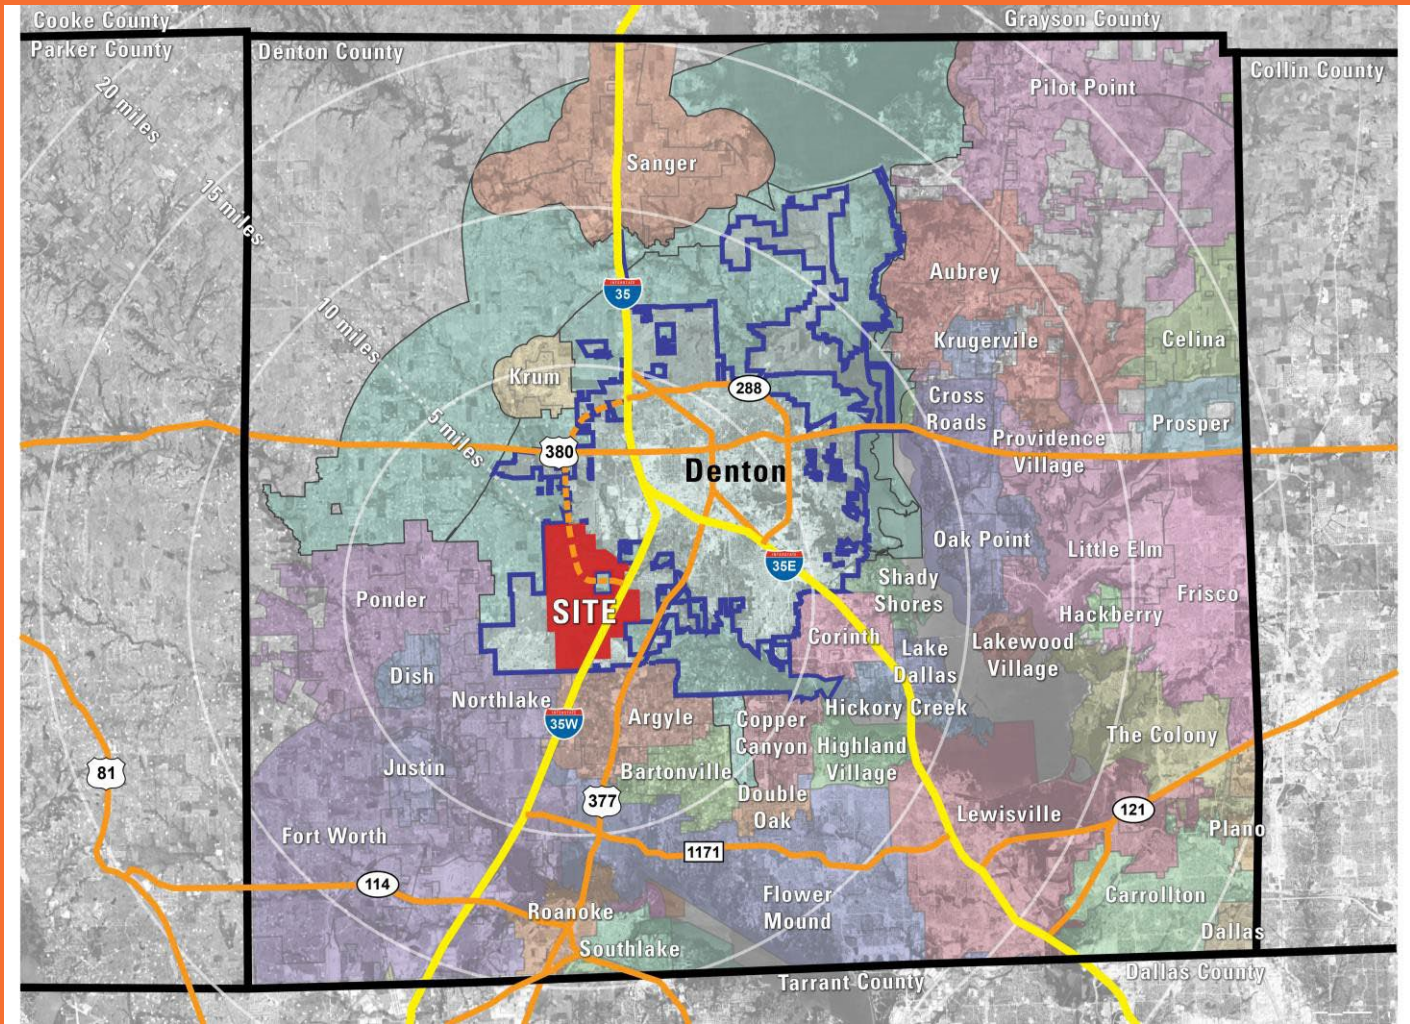 Cooke County
Grayson County
Parker County
Denton County
Collin County
Pilot Point
20 miles
Sanger
15 miles
Aubrey
INTERSTATE
35
10 miles
Krugerville
Celina
Krum
288
Cross
Roads
Prosper
5 miles
380
Providence
Village
Denton
Oak Point
Little Elm
INTERSTATE
35E
Shady
Shores
Ponder
SITE
Hackberry
Frisco
Corinth
Lakewood
Village
Lake
Dallas
Dish
Northlake
Hickory Creek
INTERSTATE
35W
Argyle
Copper
Canyon
Highland
Village
The Colony
Justin
81
Bartonville
377
Double
Oak
121
Lewisville
Plano
Fort Worth
1171
114
Flower
Mound
Carrollton
Roanoke
Dallas
Southlake
Tarrant County
Dallas County